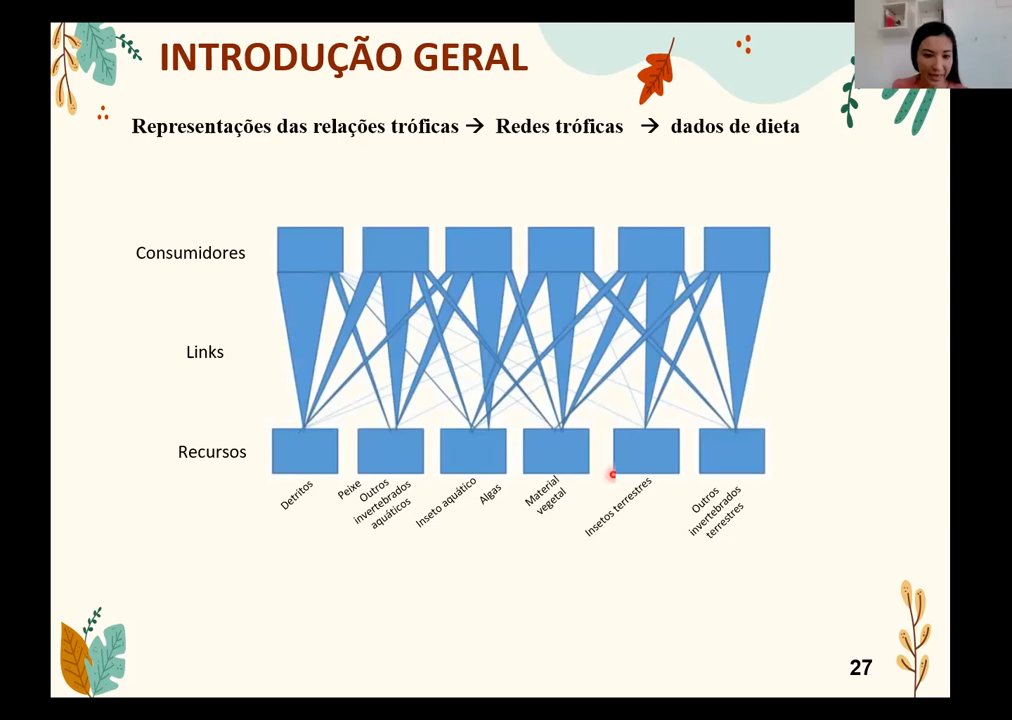 INTRODUÇÃO GERAL
Representações das relações tróficas → Redes tróficas → dados de dieta
Consumidores
Links
Recursos
Detritos
Peixe
Outros
invertebrados
aquáticos
Inseto aquático
Algas
Material
vegetal
Insetos terrestres
Outros
invertebrados
terrestres
27